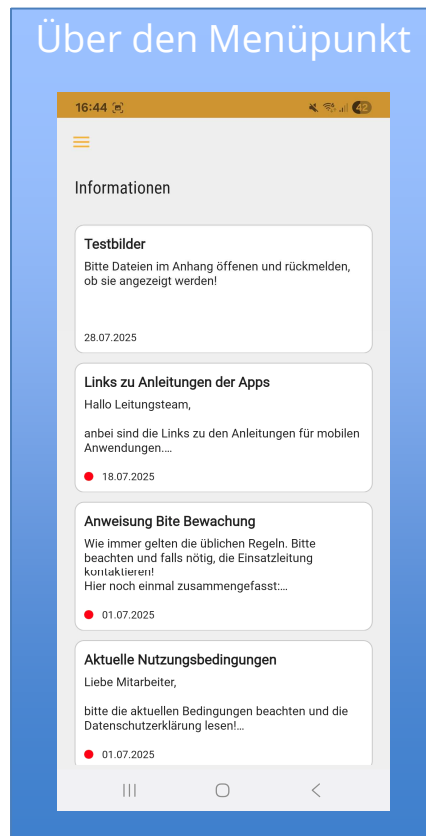 Über den Menüpunkt
16:44
42
Informationen
Testbilder
Bitte Dateien im Anhang öffenen und rückmelden,
ob sie angezeigt werden!
28.07.2025
Links zu Anleitungen der Apps
Hallo Leitungsteam,
anbei sind die Links zu den Anleitungen für mobilen
Anwendungen....
18.07.2025
Anweisung Bite Bewachung
Wie immer gelten die üblichen Regeln. Bitte
beachten und falls nötig, die Einsatzleitung
kontaktieren!
Hier noch einmal zusammengefasst:...
01.07.2025
Aktuelle Nutzungsbedingungen
Liebe Mitarbeiter,
bitte die aktuellen Bedingungen beachten und die
Datenschutzerklärung lesen!...
01.07.2025